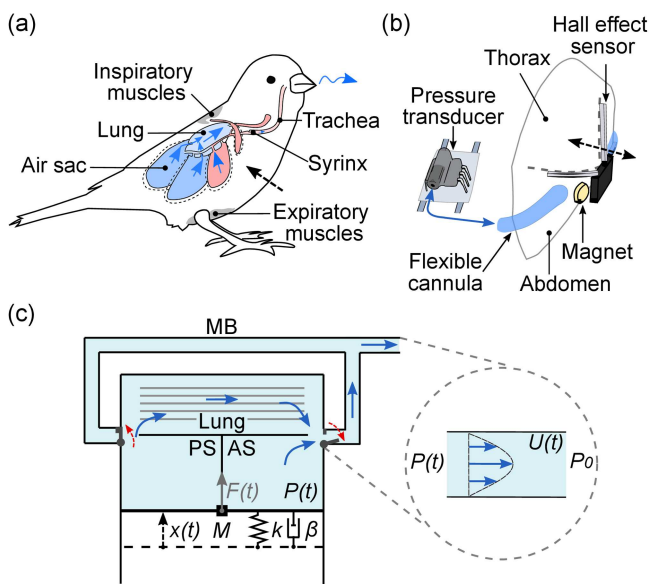 (a)
Inspiratory
muscles
Lung
Air sac
Trachea
Syrinx
Expiratory
muscles
(b)
Hall effect
sensor
Thorax
Pressure
transducer
Magnet
Flexible
cannula
Abdomen
(c)
MB
Lung
PS AS
F(t) P(t)
x(t) M k β
P(t) U(t) P0